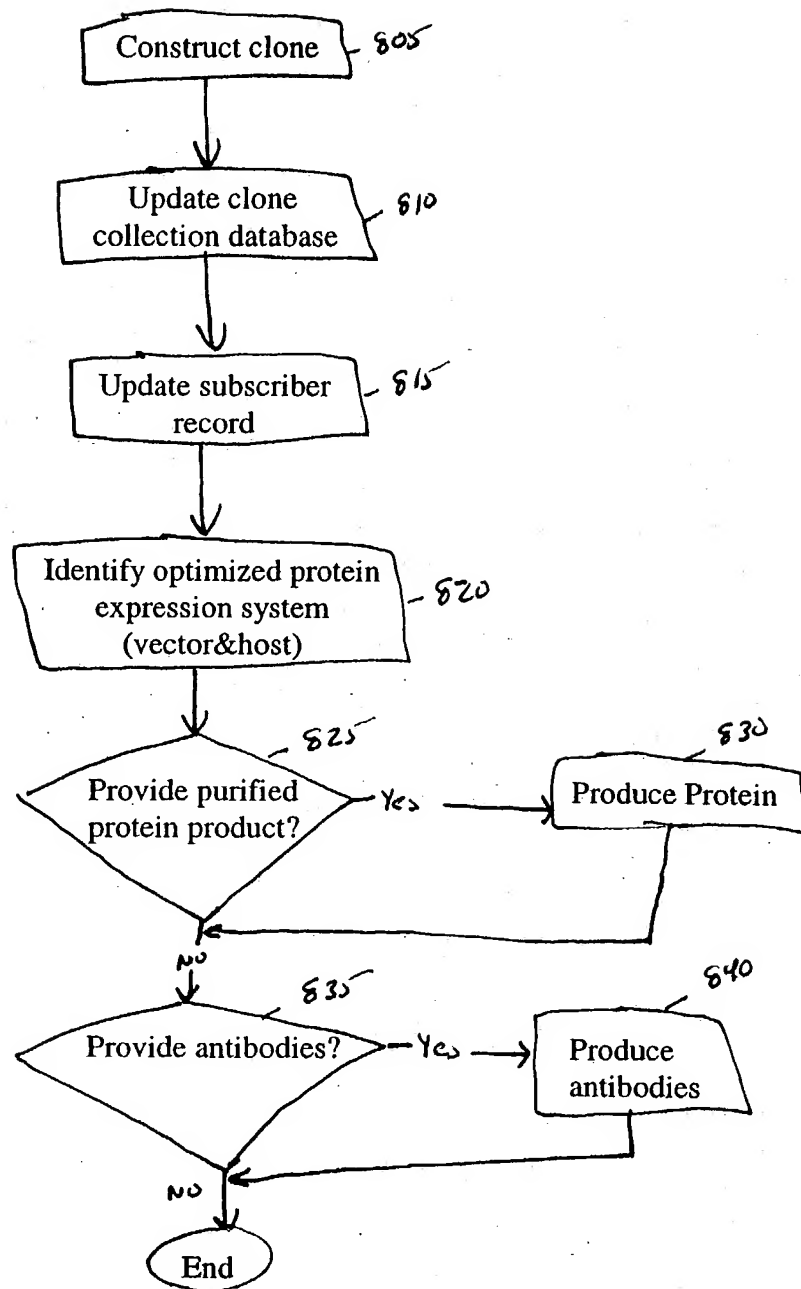 Construct clone
805
Update clone
collection database
810
Update subscriber
record
815
Identify optimized protein
expression system
(vector&host)
820
825
Provide purified
protein product?
Yes
830
Produce Protein
NO
835
Provide antibodies?
Yes
840
Produce
antibodies
NO
End